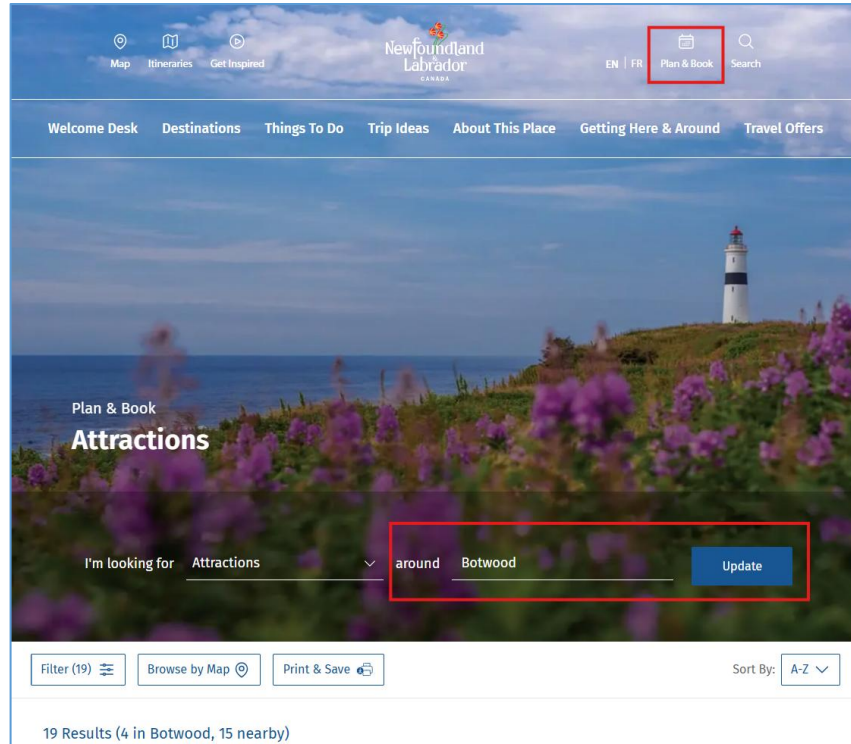 Map Itineraries Get Inspired
Newfoundland
Labrador
CANADA
EN | FR Plan & Book Search
Welcome Desk Destinations Things To Do Trip Ideas About This Place Getting Here & Around Travel Offers
Plan & Book
Attractions
I'm looking for Attractions around Botwood Update
Filter (19) Browse by Map Print & Save Sort By: A-Z
19 Results (4 in Botwood, 15 nearby)